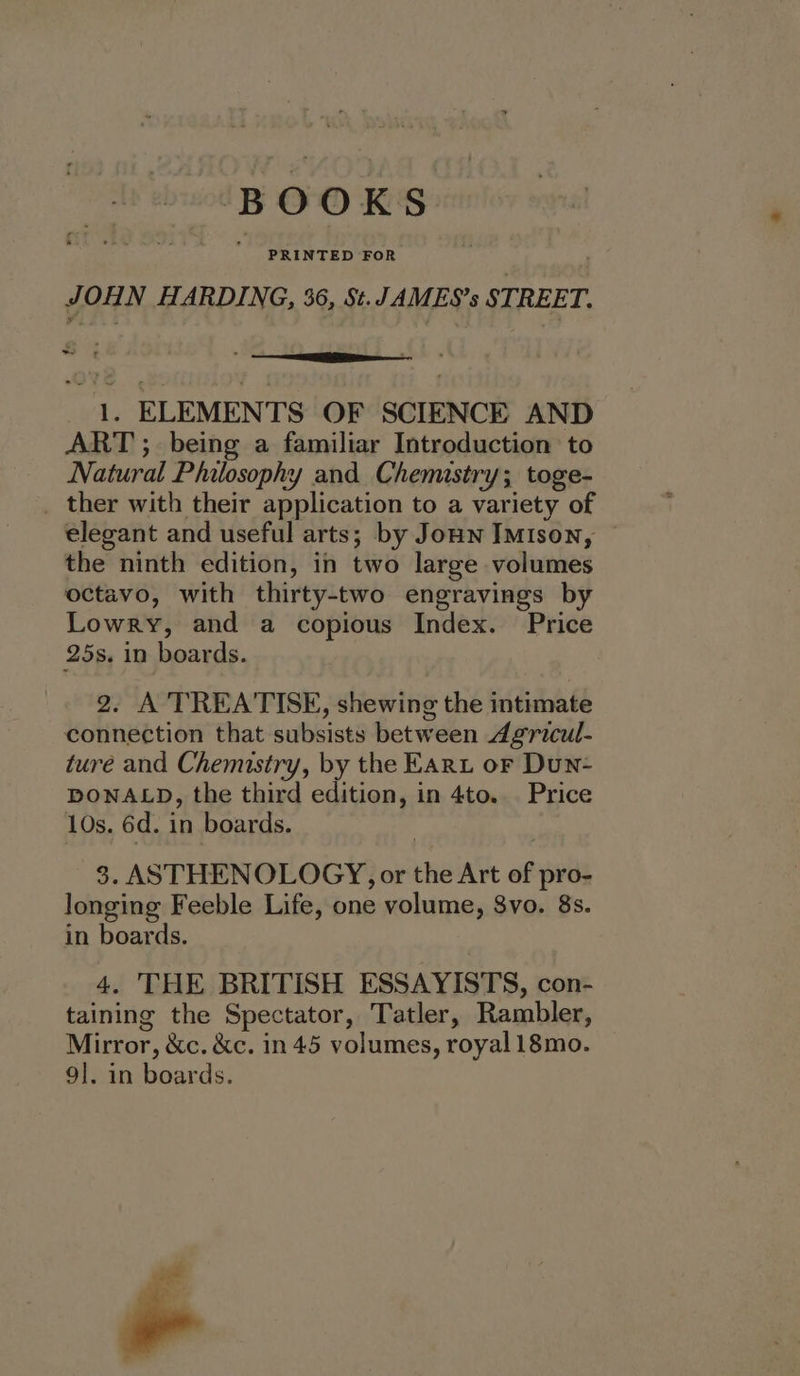 BOOKS
PRINTED FOR
JOHN HARDING, 36, St. JAMES's STREET.
1. ELEMENTS OF SCIENCE AND
ART; being a familiar Introduction to
Natural Philosophy and Chemistry; toge-
ther with their application to a variety of
elegant and useful arts; by JOHN IMISON,
the ninth edition, in two large volumes
octavo, with thirty-two engravings by
LOWRY, and a copious Index. Price
25s. in boards.
2. A TREATISE, shewing the intimate
connection that subsists between Agricul-
ture and Chemistry, by the EARL OF DUN-
DONALD, the third edition, in 4to. Price
10s. 6d. in boards.
3. ASTHENOLOGY, or the Art of pro-
longing Feeble Life, one volume, 8vo. 8s.
in boards.
4. THE BRITISH ESSAYISTS, con-
taining the Spectator, Tatler, Rambler,
Mirror, &c. &c. in 45 volumes, royal 18mo.
9l. in boards.